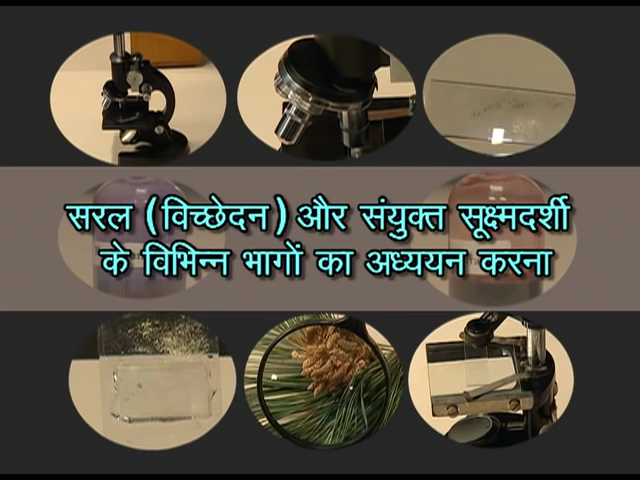 सरल (विच्छेदन) और संयुक्त सूक्ष्मदर्शी
के विभिन्न भागों का अध्ययन करना